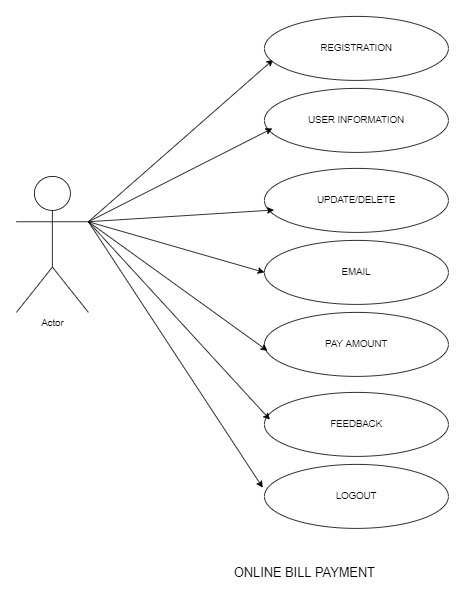 REGISTRATION
USER INFORMATION
UPDATE/DELETE
EMAIL
Actor
PAY AMOUNT
FEEDBACK
LOGOUT
ONLINE BILL PAYMENT